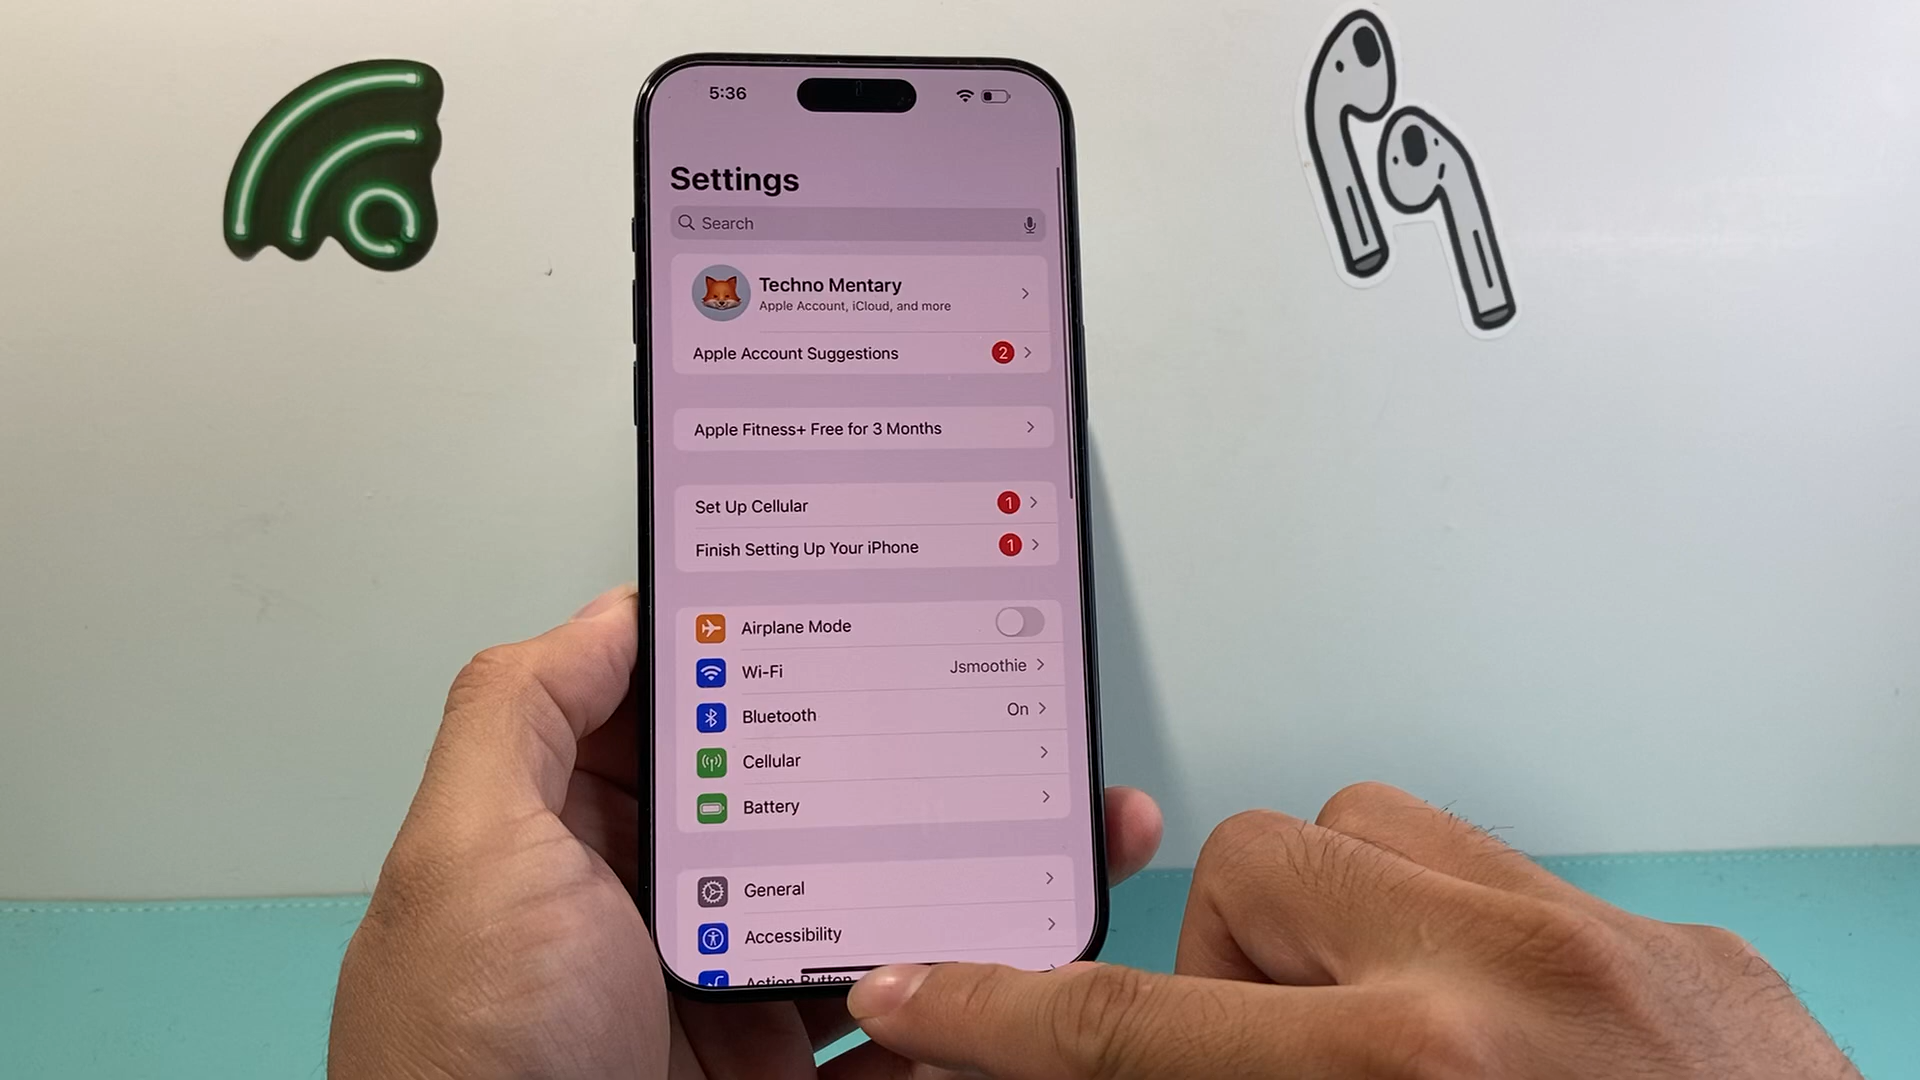 5:36
Settings
Search
Techno Mentary
Apple Account, iCloud, and more
Apple Account Suggestions 2
Apple Fitness+ Free for 3 Months
Set Up Cellular 1
Finish Setting Up Your iPhone 1
Airplane Mode
Wi-Fi Jsmoothie
Bluetooth On
Cellular
Battery
General
Accessibility
Action Button